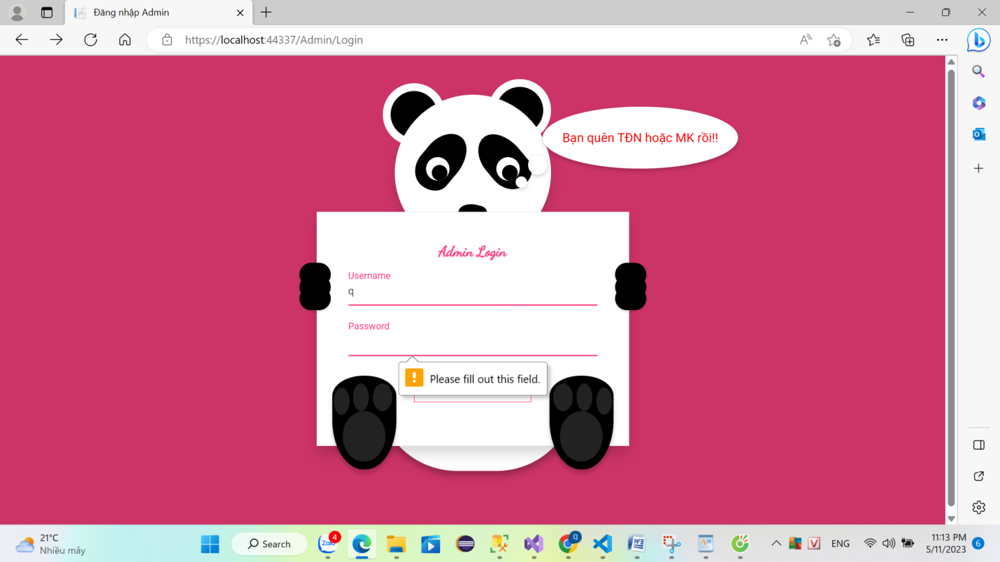 Đăng nhập Admin
https://localhost:44337/Admin/Login
Bạn quên TĐN hoặc MK rồi!!
Admin Login
Username
q
Password
Please fill out this field.
21°C
Nhiều mây
Search
Zalo
4
Q
ENG
11:13 PM
5/11/2023
6